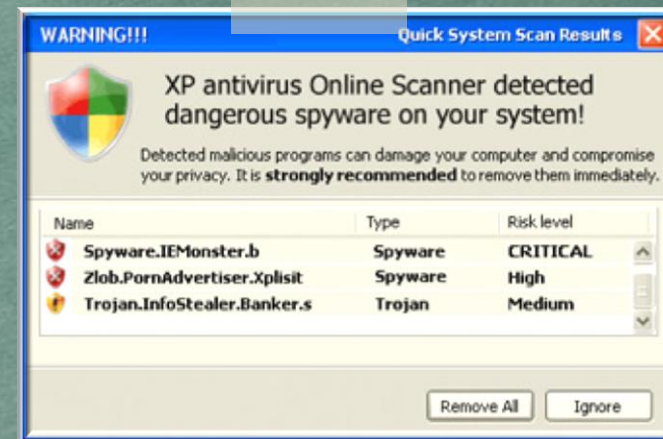 WARNING!!! Quick System Scan Results
XP antivirus Online Scanner detected
dangerous spyware on your system!
Detected malicious programs can damage your computer and compromise
your privacy. It is strongly recommended to remove them immediately.
Name Type Risk level
Spyware.IEMonster.b Spyware CRITICAL
Zlob.PornAdvertiser.Xplisit Spyware High
Trojan.InfoStealer.Banker.s Trojan Medium
Remove All Ignore